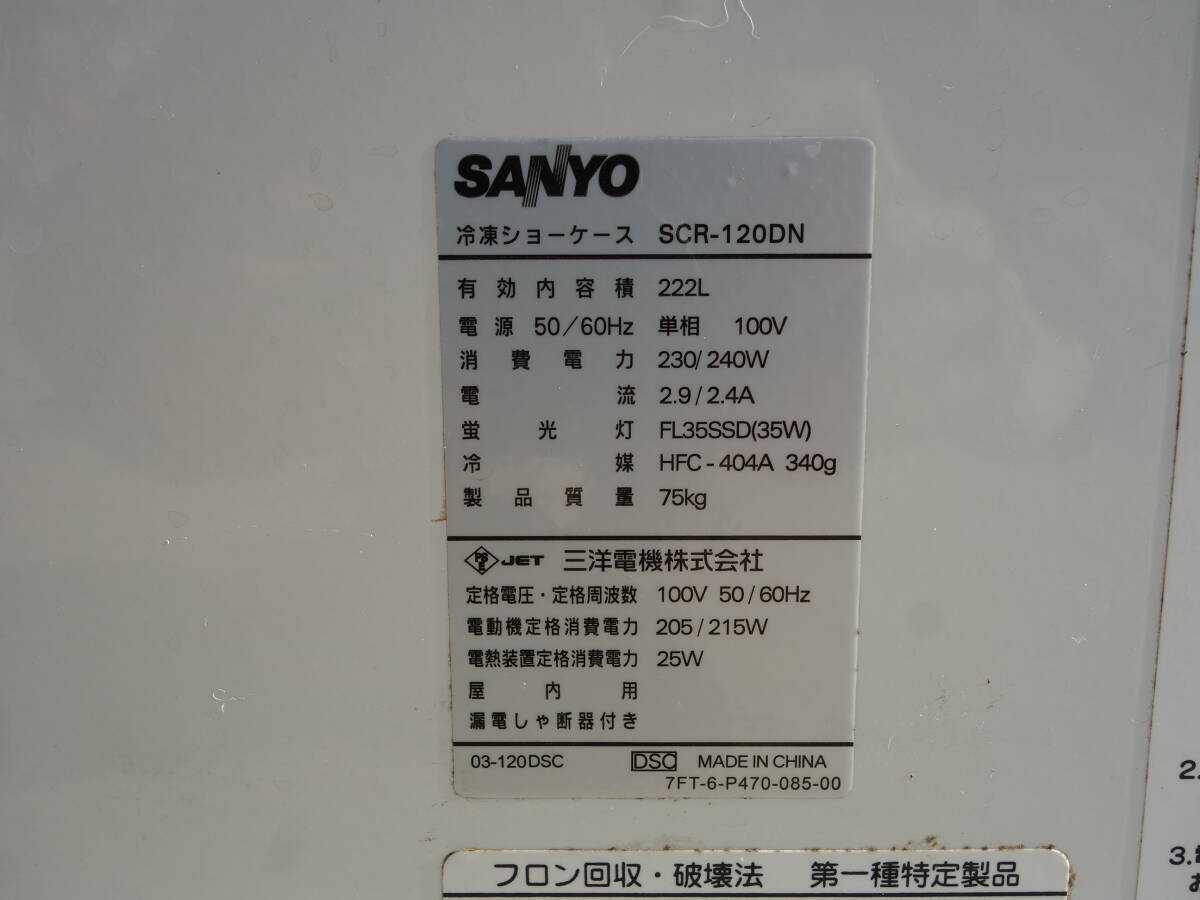 SANYO
冷凍ショーケース SCR-120DN
有効内容積 222L
電源 50/60Hz 単相 100V
消費電力 230/240W
電流 2.9/2.4A
蛍光灯 FL35SSD(35W)
冷媒 HFC-404A 340g
製品質量 75kg
PSE JET 三洋電機株式会社
定格電圧・定格周波数 100V 50/60Hz
電動機定格消費電力 205/215W
電熱装置定格消費電力 25W
屋内用
漏電しゃ断器付き
03-120DSC DSC MADE IN CHINA
7FT-6-P470-085-00
フロン回収・破壊法 第一種特定製品
2.
3.
お